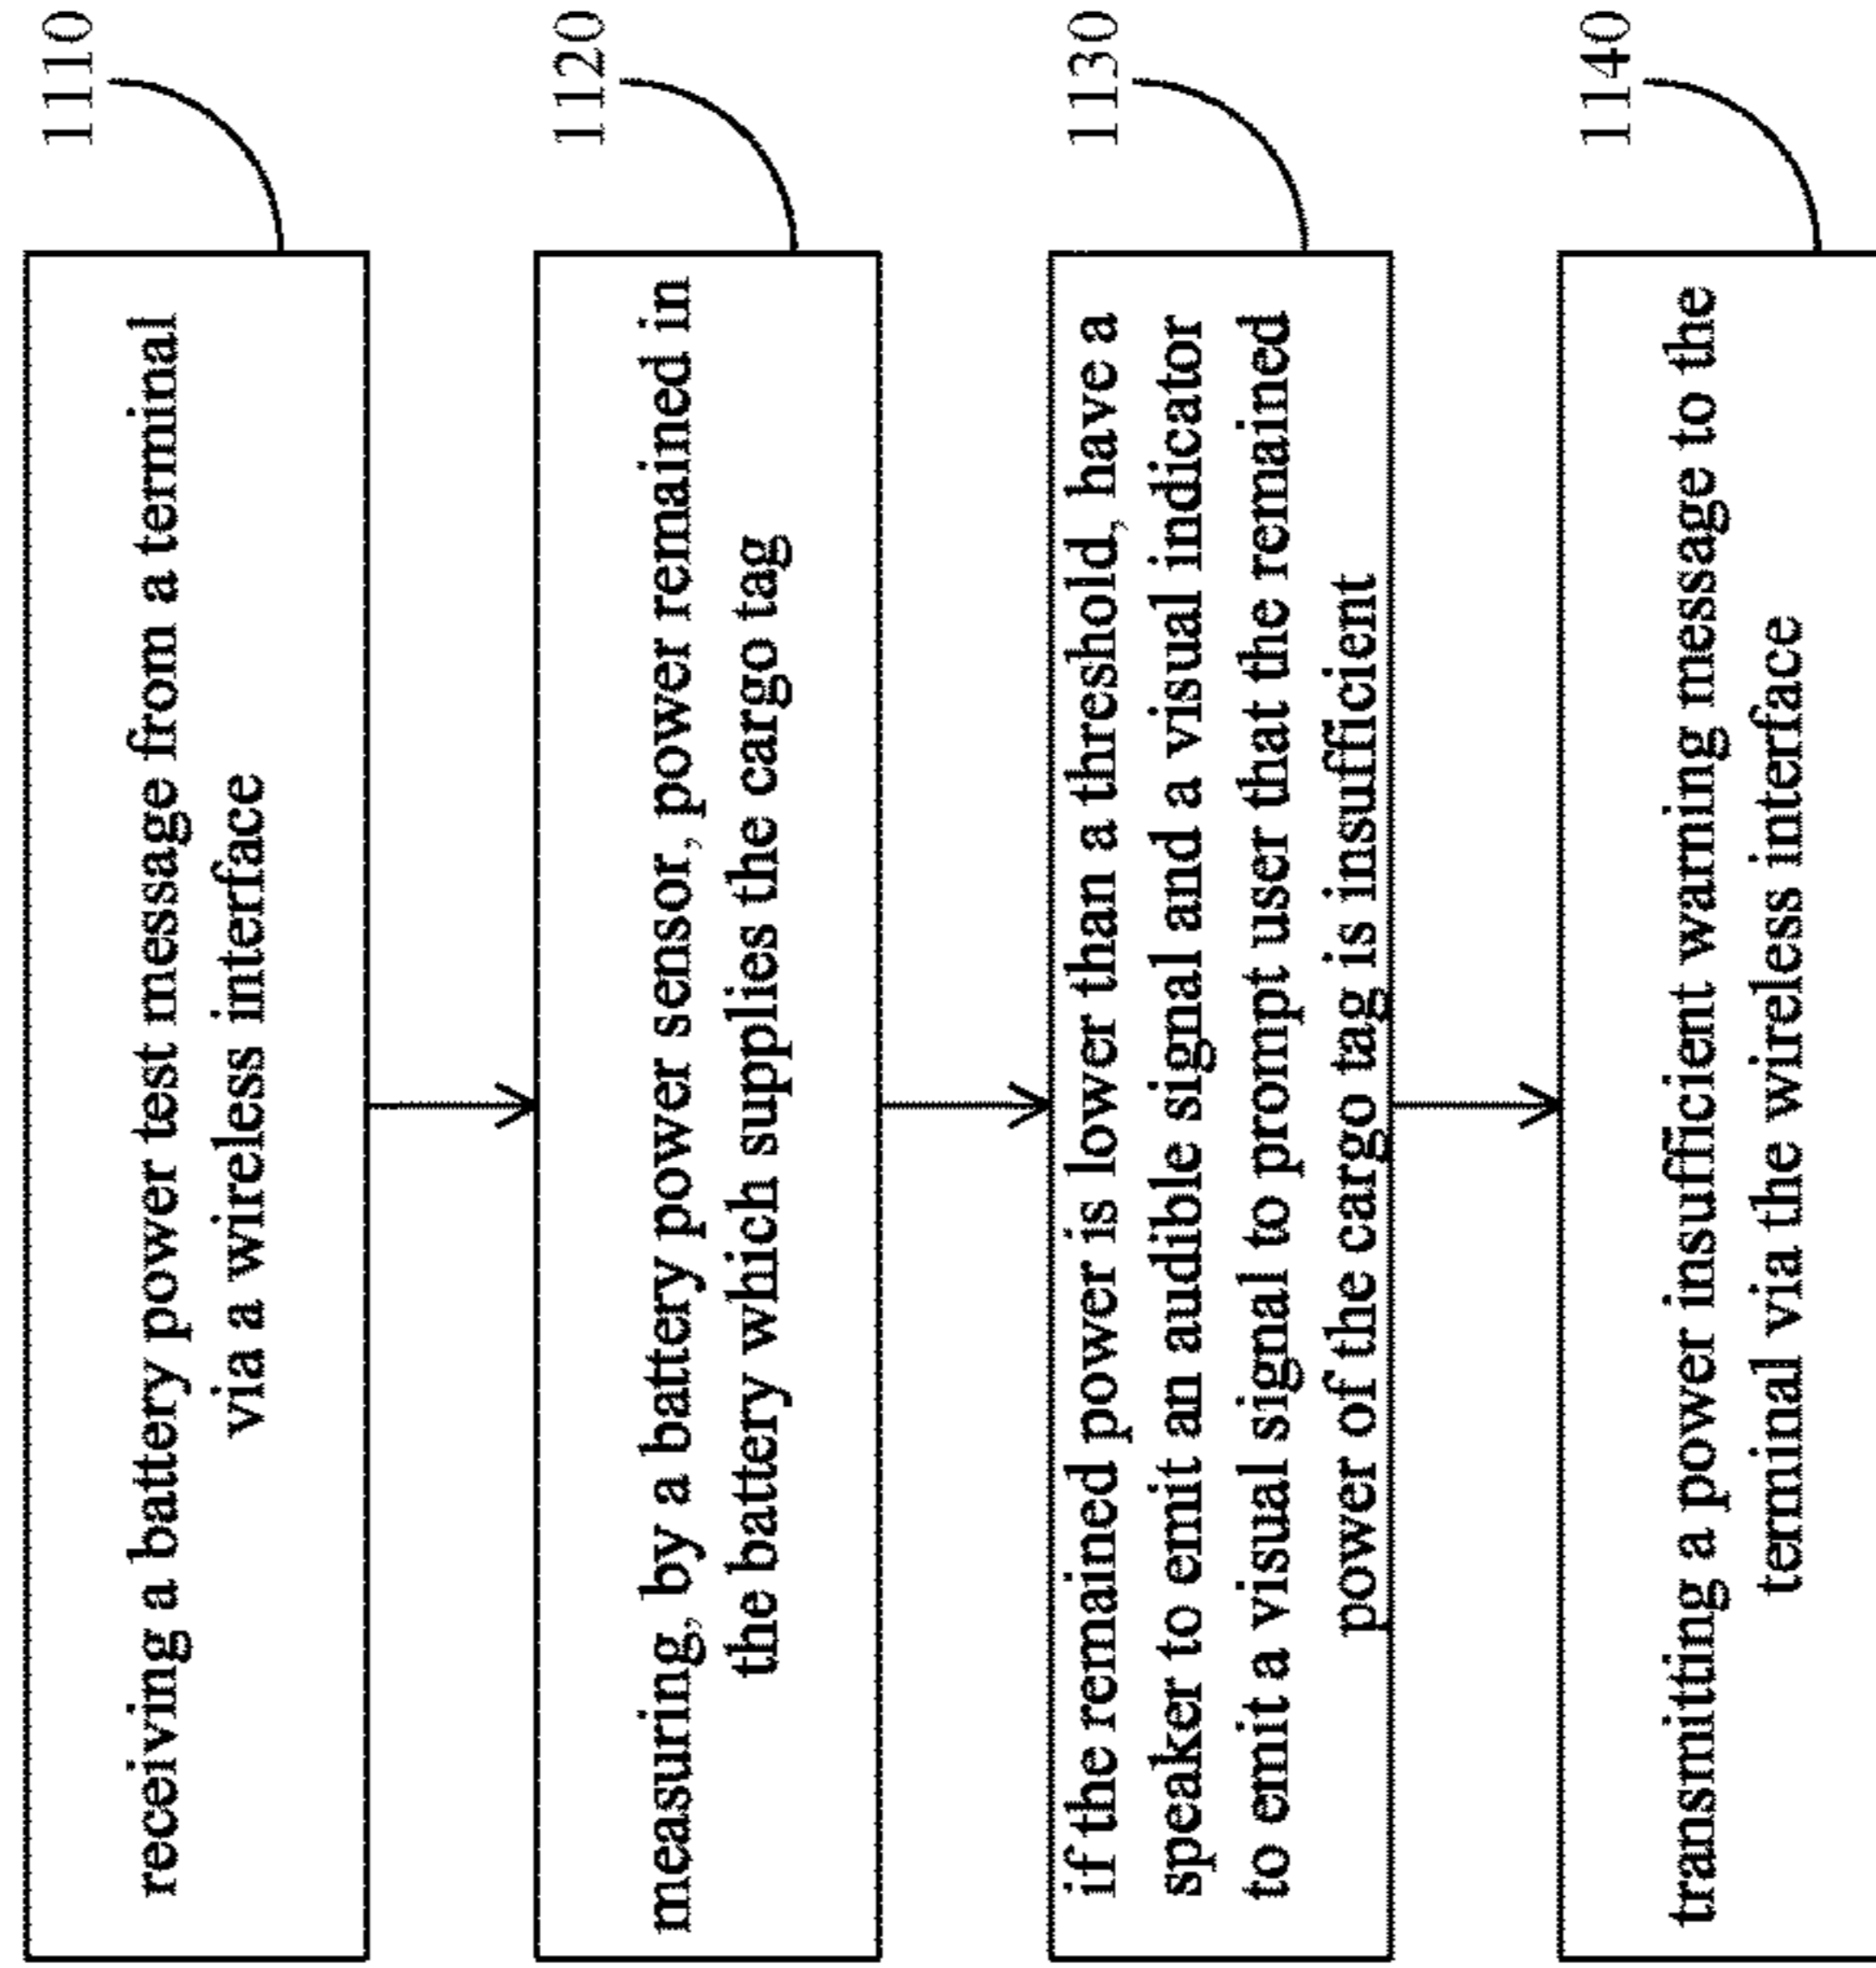 1110
receiving a battery power test message from a terminal
via a wireless interface
1120
measuring, by a battery power sensor, power remained in
the battery which supplies the cargo tag
1130
if the remained power is lower than a threshold, have a
speaker to emit an audible signal and a visual indicator
to emit a visual signal to prompt user that the remained
power of the cargo tag is insufficient
1140
transmitting a power insufficient warning message to the
terminal via the wireless interface